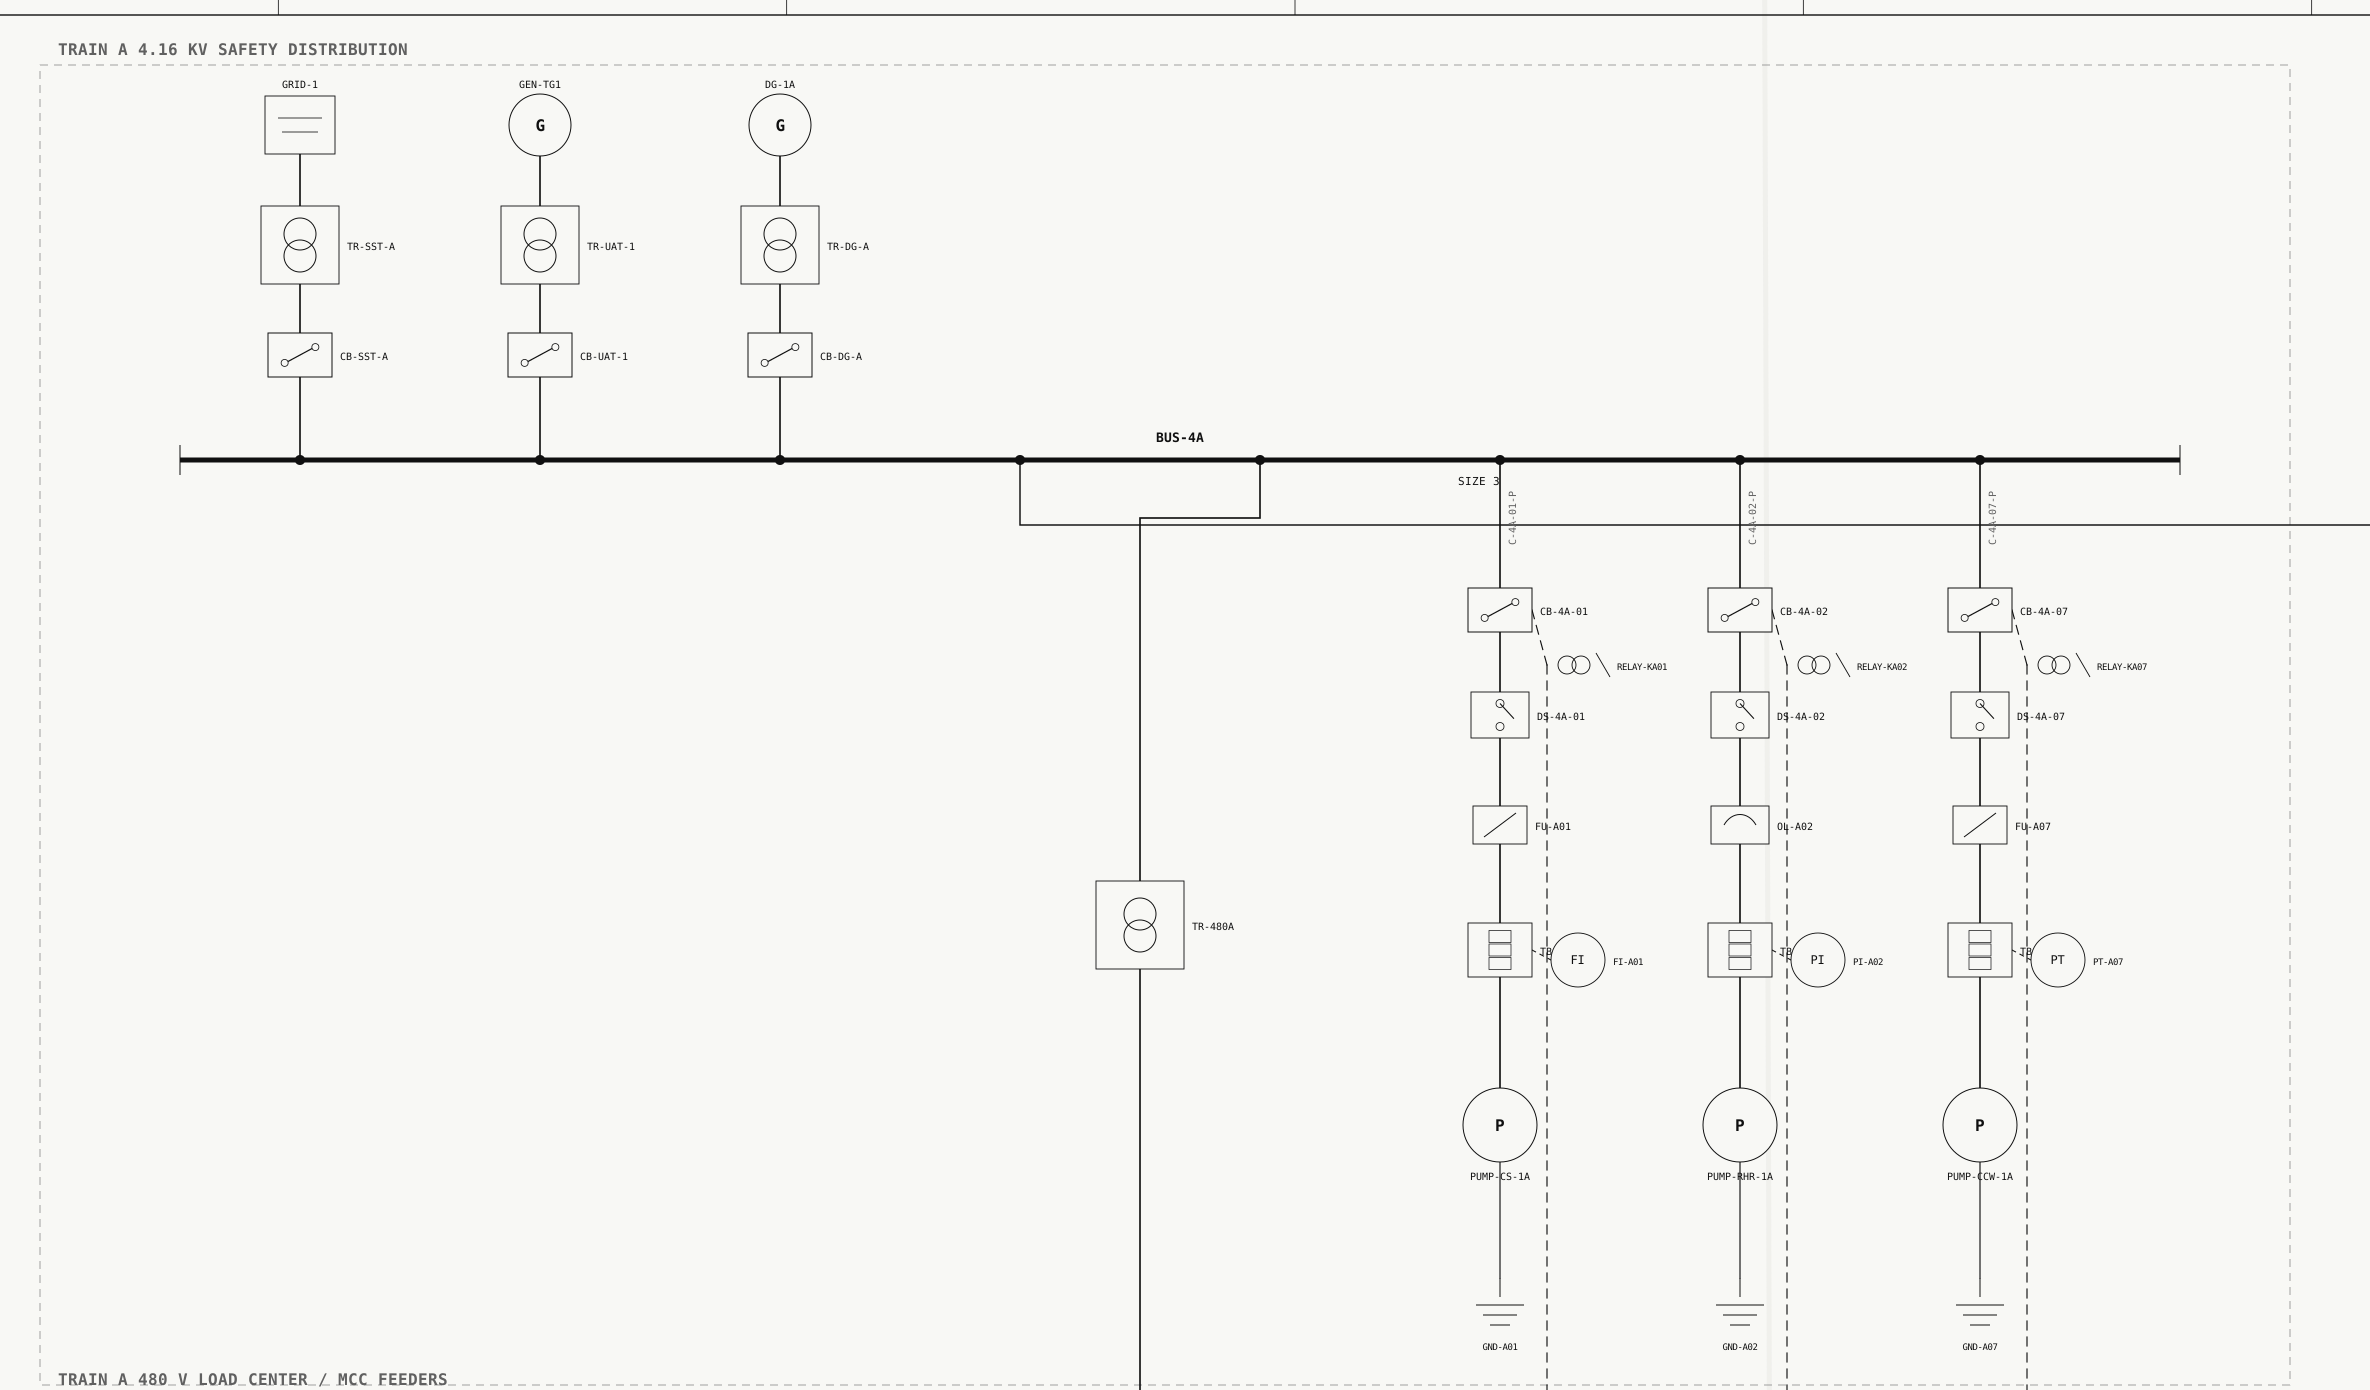 TRAIN A 4.16 KV SAFETY DISTRIBUTION
GRID-1
GEN-TG1
DG-1A
G
G
TR-SST-A
TR-UAT-1
TR-DG-A
CB-SST-A
CB-UAT-1
CB-DG-A
BUS-4A
SIZE 3
C-4A-01-P
C-4A-02-P
C-4A-07-P
CB-4A-01
CB-4A-02
CB-4A-07
RELAY-KA01
RELAY-KA02
RELAY-KA07
DS-4A-01
DS-4A-02
DS-4A-07
FU-A01
OL-A02
FU-A07
TR-480A
TB
FI
FI-A01
TB
PI
PI-A02
TB
PT
PT-A07
P
P
P
PUMP-CS-1A
PUMP-RHR-1A
PUMP-CCW-1A
GND-A01
GND-A02
GND-A07
TRAIN A 480 V LOAD CENTER / MCC FEEDERS